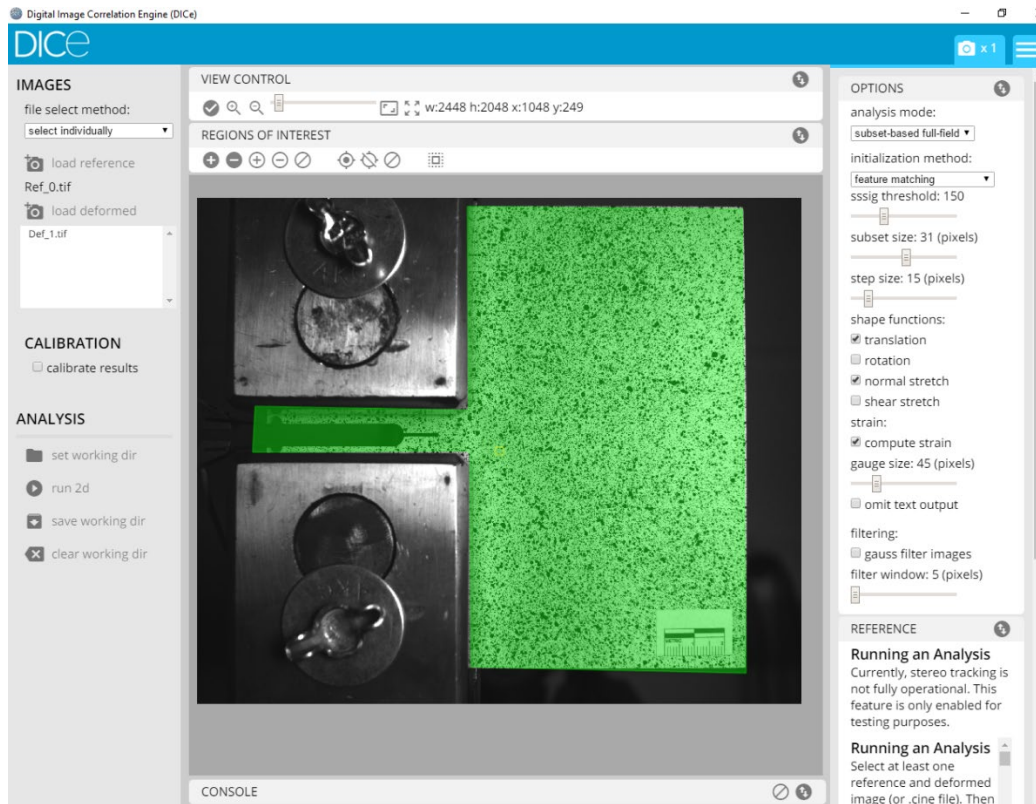 Digital Image Correlation Engine (DICe)
DICe
x 1
IMAGES
file select method:
select individually
load reference
Ref_0.tif
load deformed
Def_1.tif
CALIBRATION
calibrate results
ANALYSIS
set working dir
run 2d
save working dir
clear working dir
VIEW CONTROL
w:2448 h:2048 x:1048 y:249
REGIONS OF INTEREST
CONSOLE
OPTIONS
analysis mode:
subset-based full-field
initialization method:
feature matching
sssig threshold: 150
subset size: 31 (pixels)
step size: 15 (pixels)
shape functions:
translation
rotation
normal stretch
shear stretch
strain:
compute strain
gauge size: 45 (pixels)
omit text output
filtering:
gauss filter images
filter window: 5 (pixels)
REFERENCE
Running an Analysis
Currently, stereo tracking is
not fully operational. This
feature is only enabled for
testing purposes.
Running an Analysis
Select at least one
reference and deformed
image (or .cine file). Then